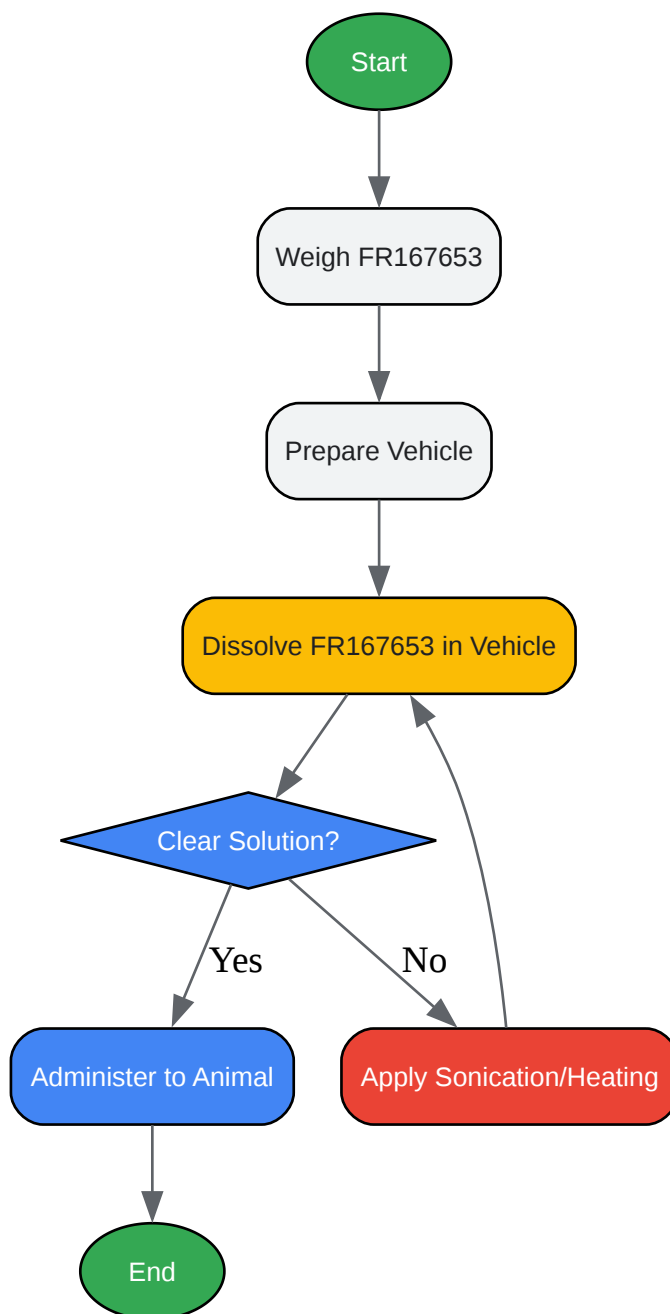 Start
Weigh FR167653
Prepare Vehicle
Dissolve FR167653 in Vehicle
Clear Solution?
Yes
No
Administer to Animal
Apply Sonication/Heating
End